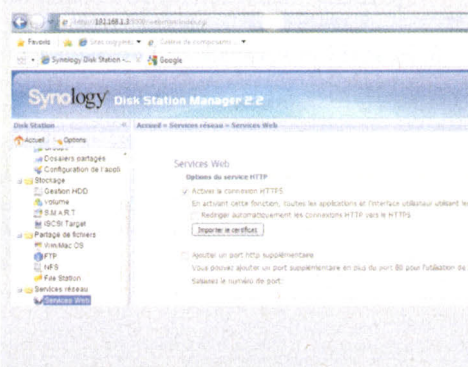 192.168.1.3
Favoris
Synology Disk Station -...
Google
Synology Disk Station Manager 2.2
Disk Station
Accueil > Services réseau > Services Web
Accueil
Options
Dossiers partagés
Configuration de l'appli
Stockage
Gestion HDD
Volume
S.M.A.R.T
iSCSI Target
Partage de fichiers
Win/Mac OS
FTP
NFS
File Station
Services réseau
Services Web
Services Web
Options du service HTTP
Activer la connexion HTTPS
En activant cette fonction, toutes les applications et l'interface utilisateur utilisant les
Rediriger automatiquement les connexions HTTP vers le HTTPS
Importer le certificat
Ajouter un port http supplémentaire
Vous pouvez ajouter un port supplémentaire en plus du port 80 pour l'utilisation de
Saisissez le numéro de port: